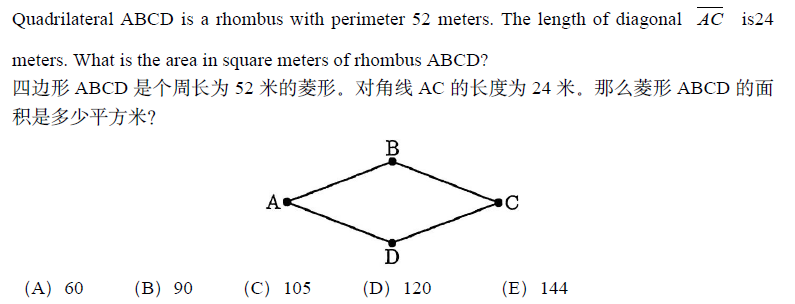 Quadrilateral ABCD is a rhombus with perimeter 52 meters. The length of diagonal AC is24
meters. What is the area in square meters of rhombus ABCD?
四边形 ABCD 是个周长为 52 米的菱形。对角线 AC 的长度为 24 米。那么菱形 ABCD 的面
积是多少平方米?
B
A
C
D
(A) 60 (B) 90 (C) 105 (D) 120 (E) 144